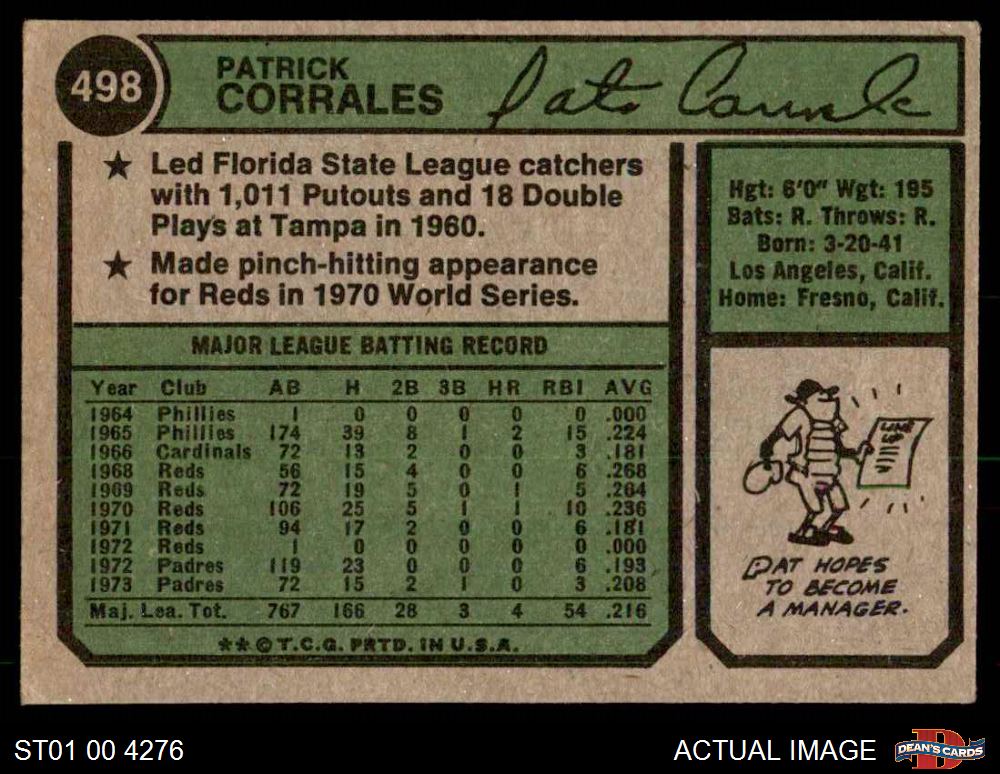 498
PATRICK
CORRALES
Pats Corrales
★ Led Florida State League catchers
with 1,011 Putouts and 18 Double
Plays at Tampa in 1960.
★ Made pinch-hitting appearance
for Reds in 1970 World Series.
Hgt: 6'0" Wgt: 195
Bats: R. Throws: R.
Born: 3-20-41
Los Angeles, Calif.
Home: Fresno, Calif.
MAJOR LEAGUE BATTING RECORD
Year Club AB H 2B 3B HR RBI AVG
1964 Phillies 1 0 0 0 0 0 .000
1965 Phillies 174 39 8 1 2 15 .224
1966 Cardinals 72 13 2 0 0 3 .181
1968 Reds 56 15 4 0 0 6 .268
1969 Reds 72 19 5 0 1 5 .264
1970 Reds 106 25 5 1 1 10 .236
1971 Reds 94 17 2 0 0 6 .181
1972 Reds 1 0 0 0 0 0 .000
1972 Padres 119 23 0 0 0 6 .193
1973 Padres 72 15 2 1 0 3 .208
Maj. Lea. Tot. 767 166 28 3 4 54 .216
**© T.C.G. PRTD. IN U.S.A.
LINE
UP
PAT HOPES
TO BECOME
A MANAGER.
ST01 00 4276
ACTUAL IMAGE
D
DEAN'S CARDS